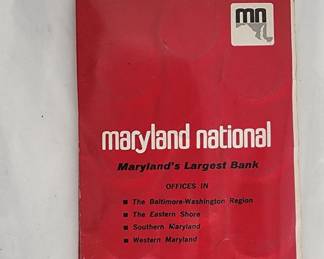 mn
maryland national
Maryland's Largest Bank
OFFICES IN
■ The Baltimore-Washington Region
■ The Eastern Shore
■ Southern Maryland
■ Western Maryland